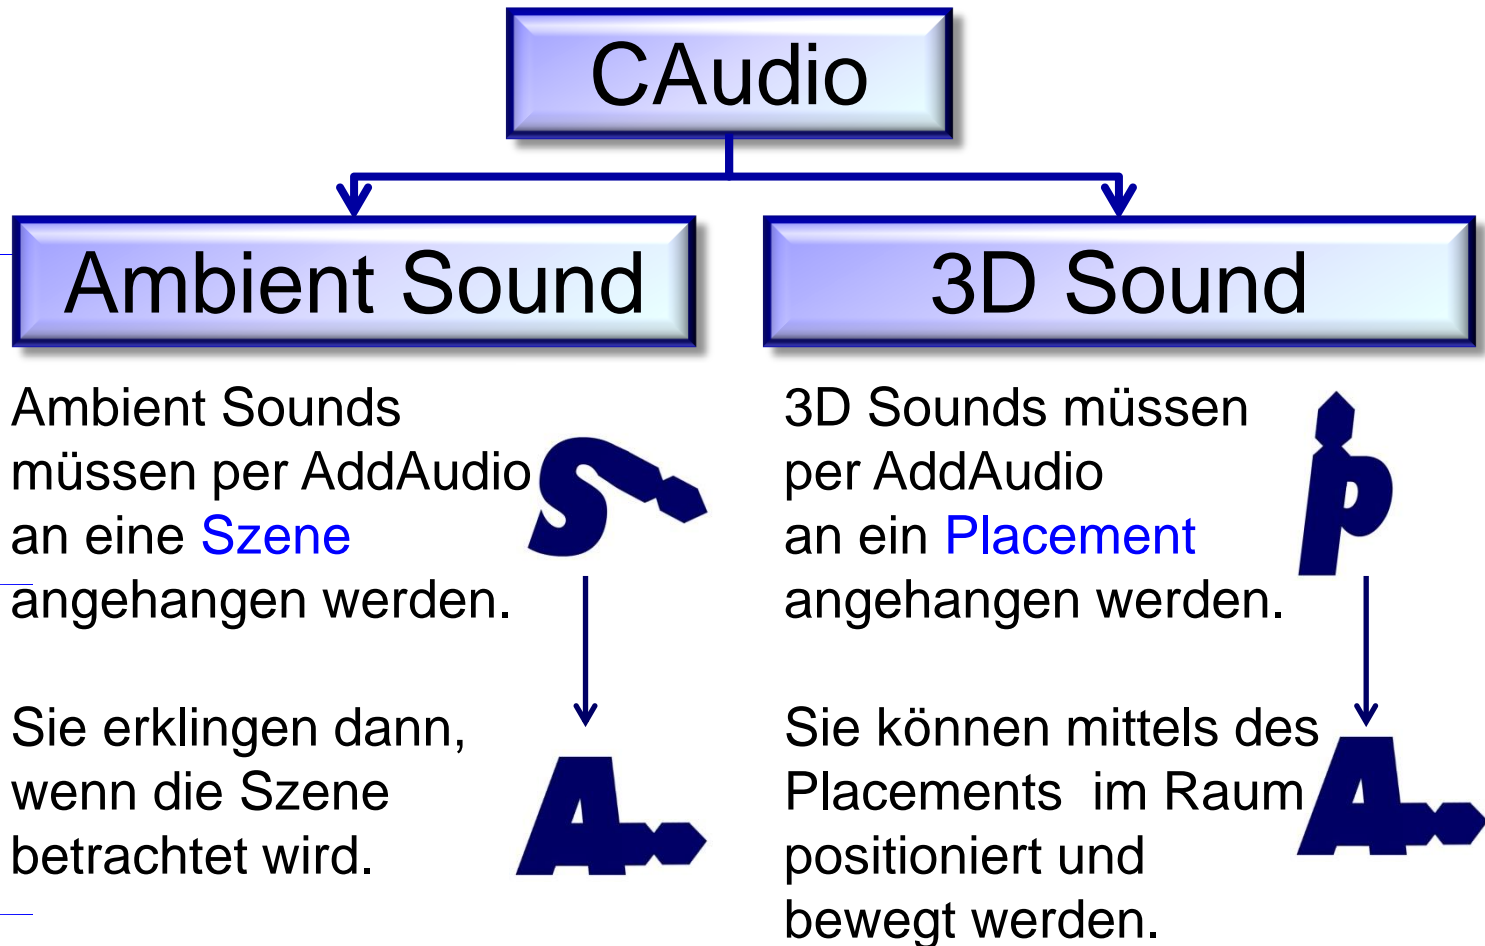 CAudio
Ambient Sound
3D Sound
Ambient Sounds
müssen per AddAudio
an eine Szene
angehangen werden.
Sie erklingen dann,
wenn die Szene
betrachtet wird.
3D Sounds müssen
per AddAudio
an ein Placement
angehangen werden.
Sie können mittels des
Placements  im Raum
positioniert und
bewegt werden.
S
A
p
A